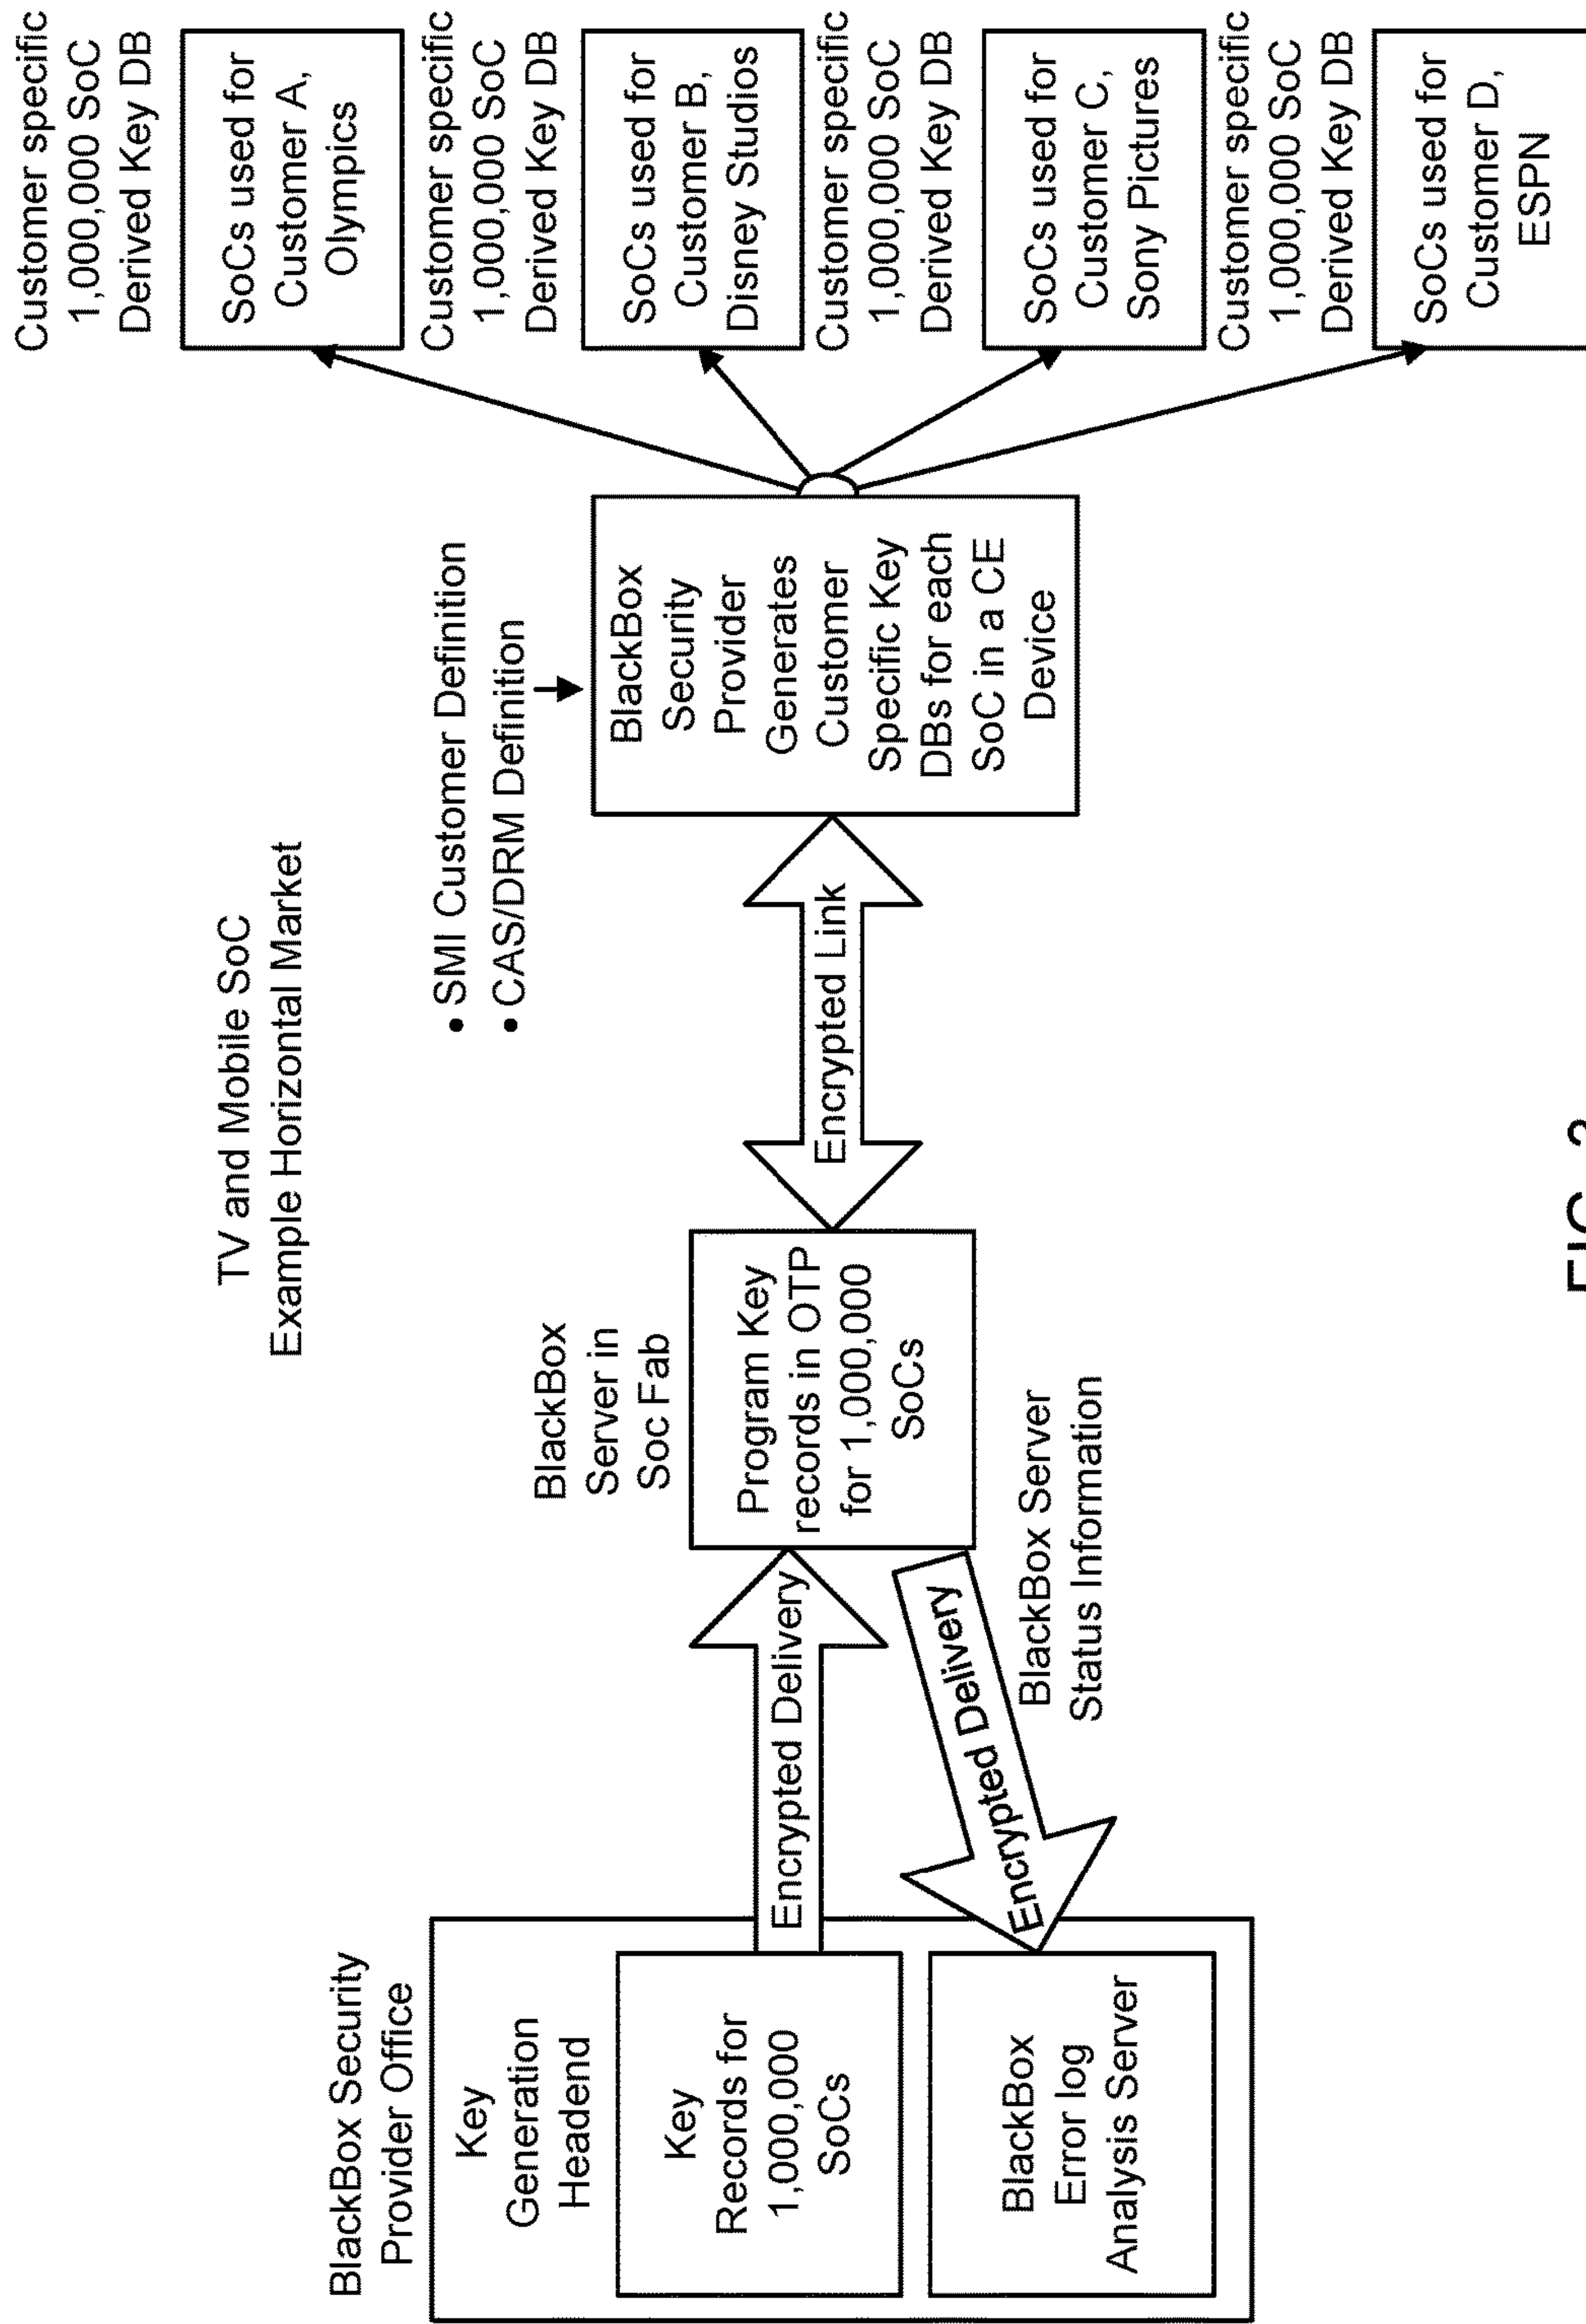 TV and Mobile SoC
Example Horizontal Market
BlackBox Security
Provider Office
Key
Generation
Headend
Key
Records for
1,000,000
SoCs
BlackBox
Error log
Analysis Server
Encrypted Delivery
Encrypted Delivery
BlackBox Server
Status Information
BlackBox
Server in
Soc Fab
Program Key
records in OTP
for 1,000,000
SoCs
Encrypted Link
• SMI Customer Definition
• CAS/DRM Definition
BlackBox
Security
Provider
Generates
Customer
Specific Key
DBs for each
SoC in a CE
Device
Customer specific
1,000,000 SoC
Derived Key DB
SoCs used for
Customer A,
Olympics
Customer specific
1,000,000 SoC
Derived Key DB
SoCs used for
Customer B,
Disney Studios
Customer specific
1,000,000 SoC
Derived Key DB
SoCs used for
Customer C,
Sony Pictures
Customer specific
1,000,000 SoC
Derived Key DB
SoCs used for
Customer D,
ESPN
FIG.